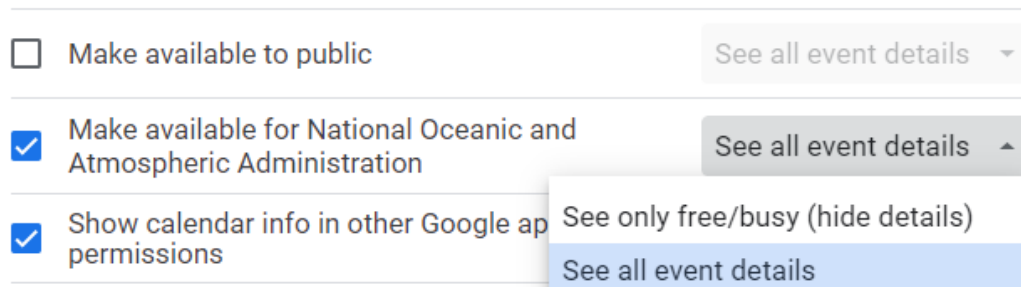 Make available to public
See all event details
Make available for National Oceanic and
Atmospheric Administration
See all event details
Show calendar info in other Google ap
permissions
See only free/busy (hide details)
See all event details